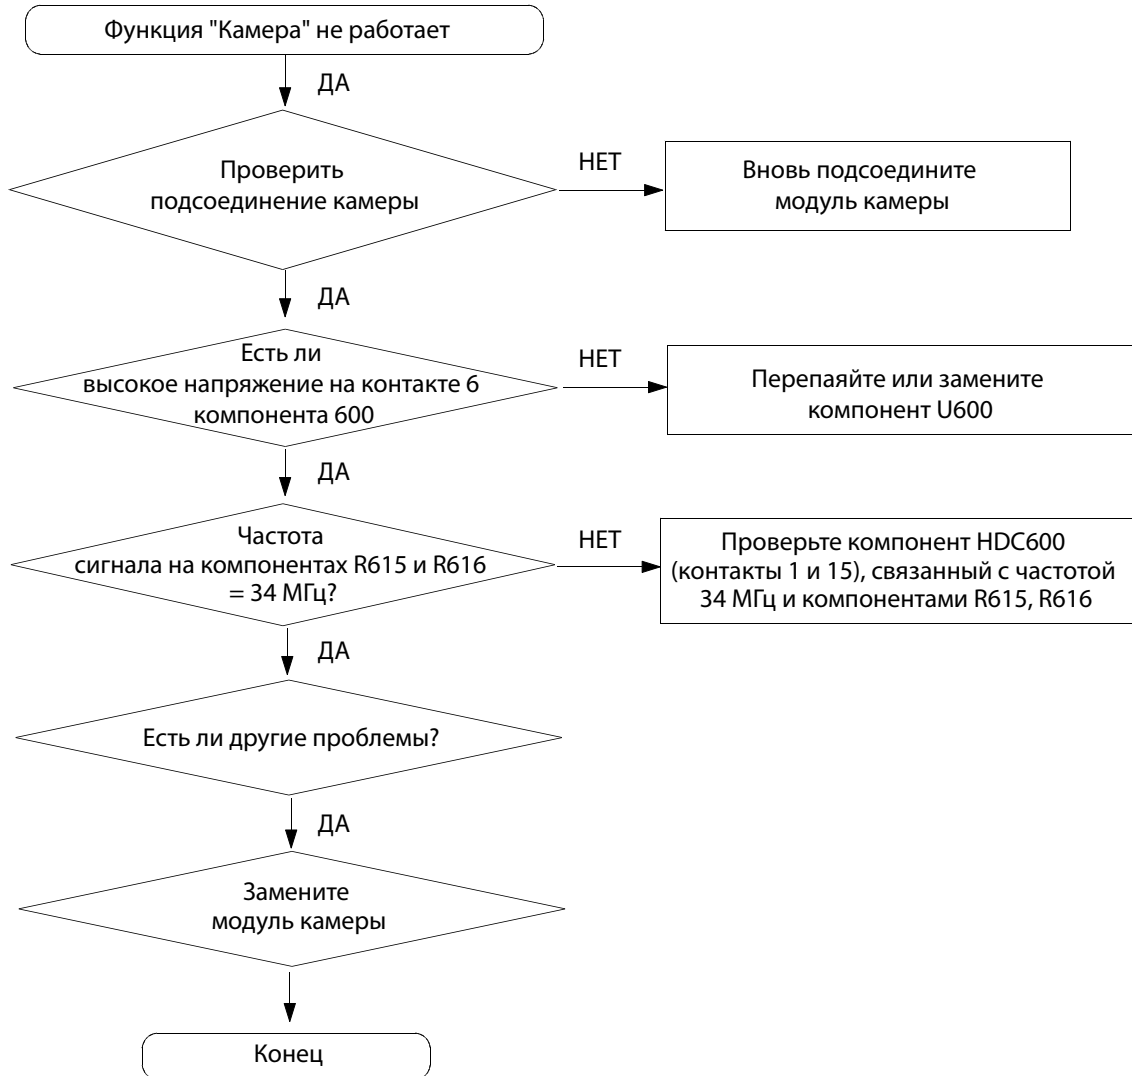 Функция "Камера" не работает
ДА
Проверить
подсоединение камеры
НЕТ
Вновь подсоедините
модуль камеры
ДА
Есть ли
высокое напряжение на контакте 6
компонента 600
НЕТ
Перепаяйте или замените
компонент U600
ДА
Частота
сигнала на компонентах R615 и R616
= 34 МГц?
НЕТ
Проверьте компонент HDC600
(контакты 1 и 15), связанный с частотой
34 МГц и компонентами R615, R616
ДА
Есть ли другие проблемы?
ДА
Замените
модуль камеры
Конец